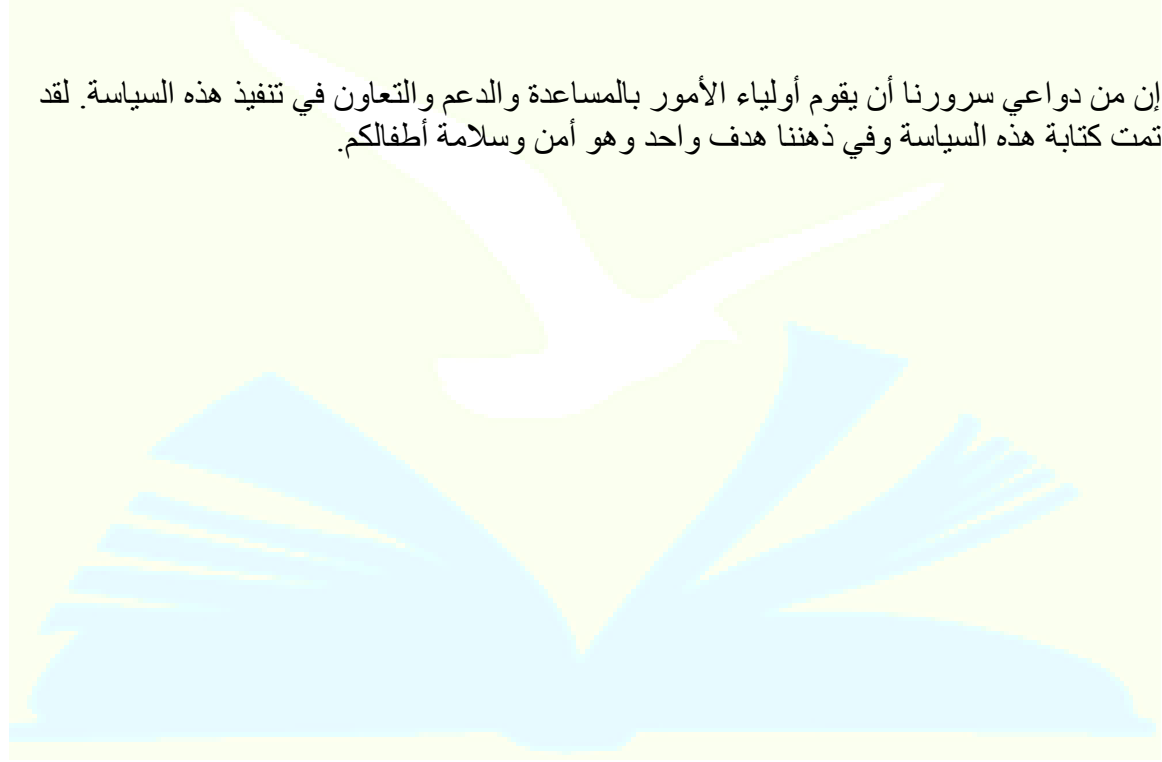 إن من دواعي سرورنا أن يقوم أولياء الأمور بالمساعدة والدعم والتعاون في تنفيذ هذه السياسة. لقد
تمت كتابة هذه السياسة وفي ذهننا هدف واحد وهو أمن وسلامة أطفالكم.